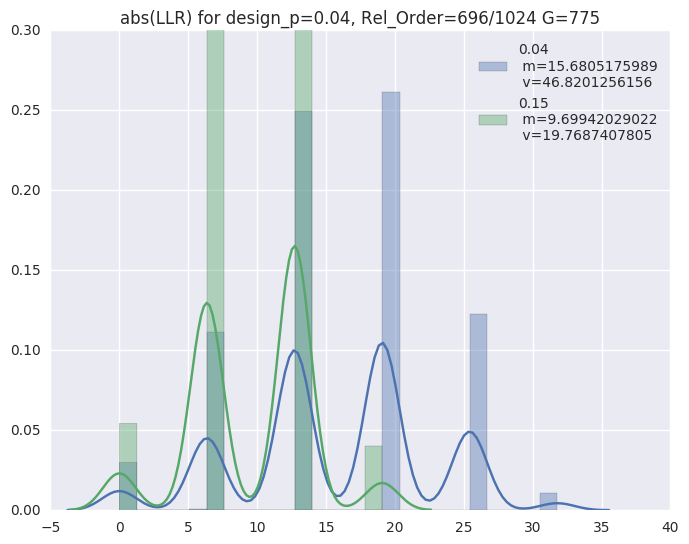 abs(LLR) for design_p=0.04, Rel_Order=696/1024 G=775
0.30
0.25
0.20
0.15
0.10
0.05
0.00
0.04
m=15.6805175989
v=46.8201256156
0.15
m=9.69942029022
v=19.7687407805
−5 0 5 10 15 20 25 30 35 40